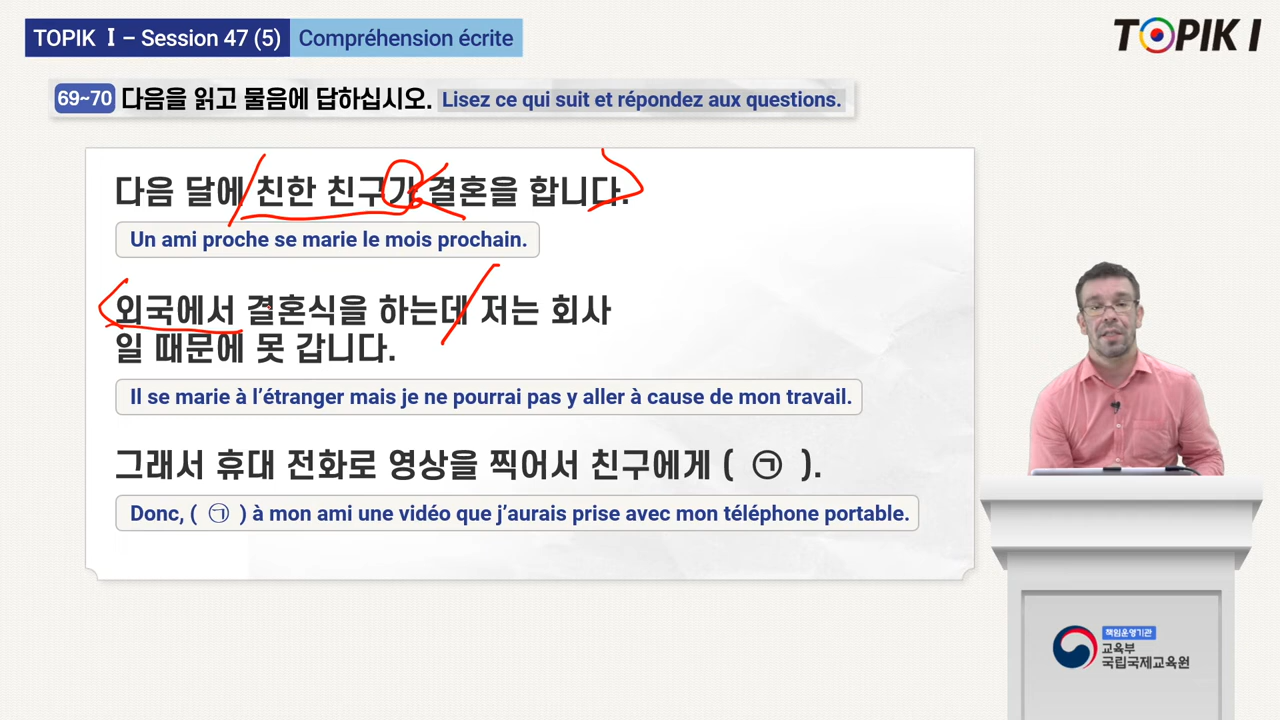 TOPIK Ⅰ – Session 47 (5) Compréhension écrite
TOPIK I
69~70 다음을 읽고 물음에 답하십시오. Lisez ce qui suit et répondez aux questions.
다음 달에 친한 친구가 결혼을 합니다.
Un ami proche se marie le mois prochain.
외국에서 결혼식을 하는데 저는 회사
일 때문에 못 갑니다.
Il se marie à l’étranger mais je ne pourrai pas y aller à cause de mon travail.
그래서 휴대 전화로 영상을 찍어서 친구에게 ( ㉠ ).
Donc, ( ㉠ ) à mon ami une vidéo que j’aurais prise avec mon téléphone portable.
책임운영기관
교육부
국립국제교육원